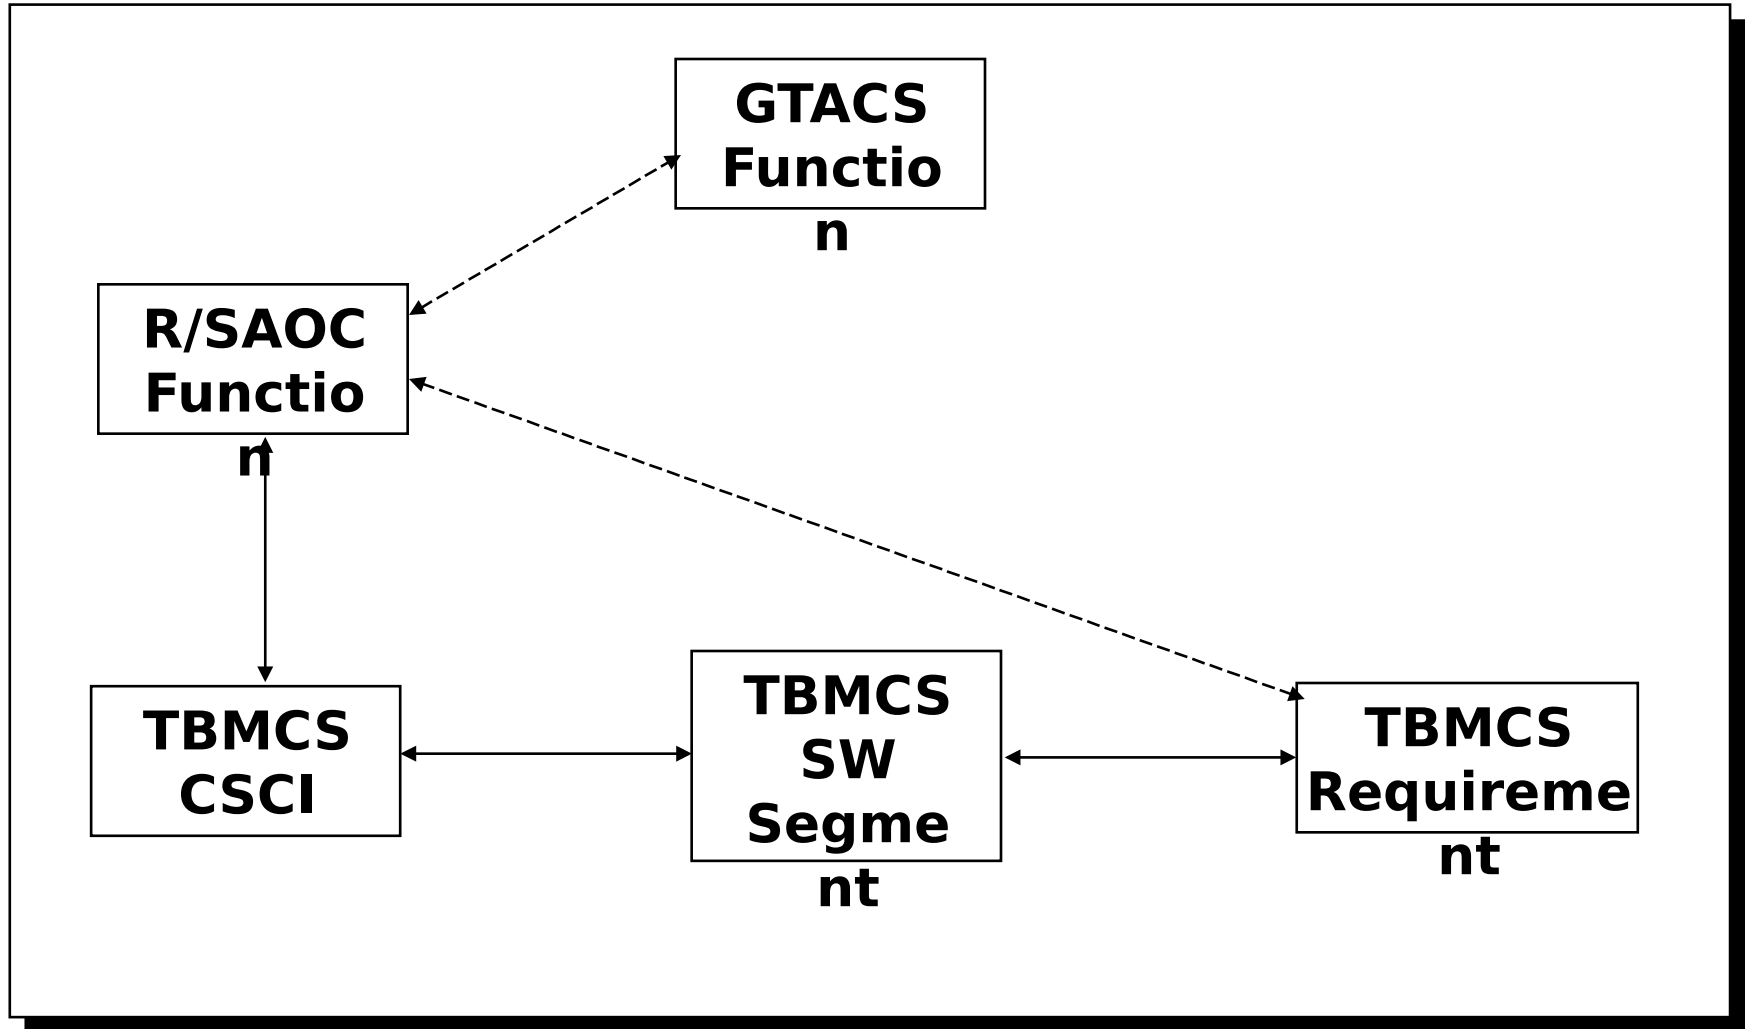 GTACS
Functio
n
R/SAOC
Functio
n
TBMCS
CSCI
TBMCS
SW
Segme
nt
TBMCS
Requireme
nt